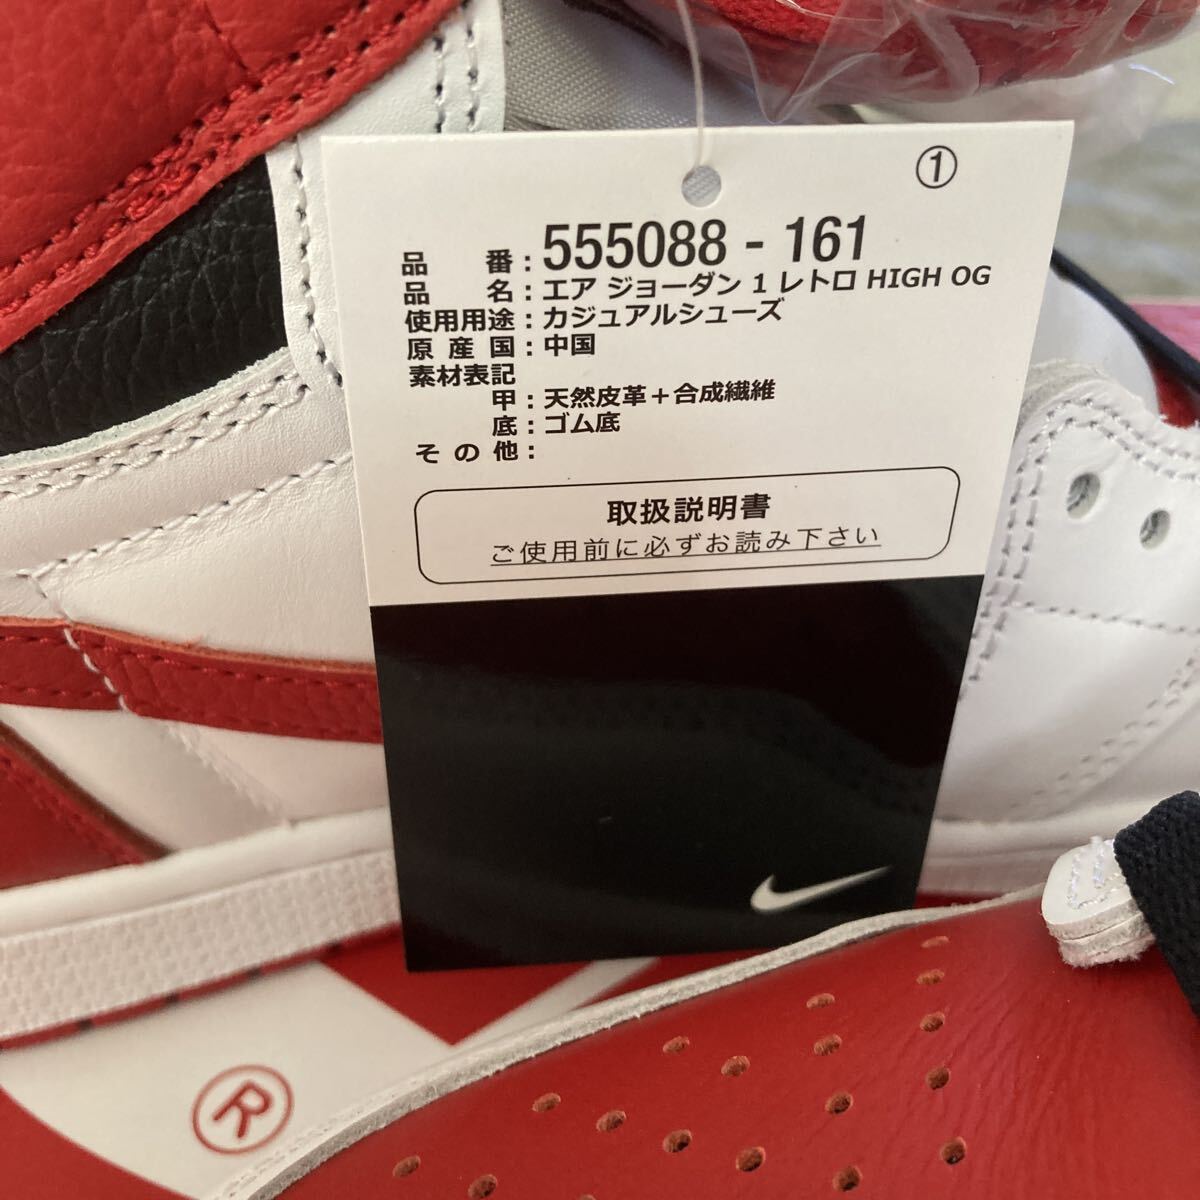 ①
品番:555088-161
品名:エア ジョーダン 1 レトロ HIGH OG
使用用途:カジュアルシューズ
原産国:中国
素材表記
甲:天然皮革＋合成繊維
底:ゴム底
その他:
取扱説明書
ご使用前に必ずお読み下さい
®